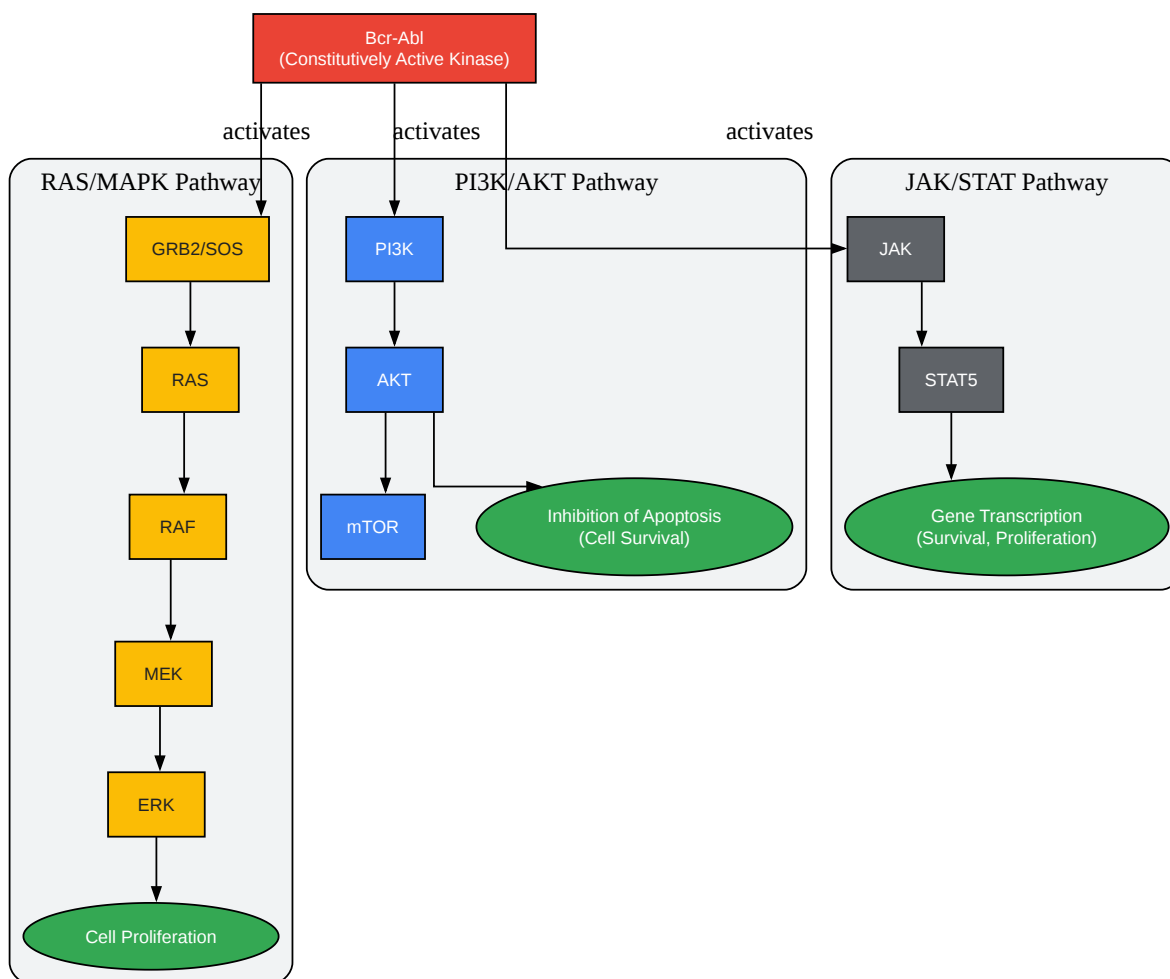 Bcr-Abl
(Constitutively Active Kinase)
activates
activates
activates
RAS/MAPK Pathway
PI3K/AKT Pathway
JAK/STAT Pathway
GRB2/SOS
PI3K
JAK
RAS
AKT
STAT5
RAF
mTOR
Inhibition of Apoptosis
(Cell Survival)
Gene Transcription
(Survival, Proliferation)
MEK
ERK
Cell Proliferation